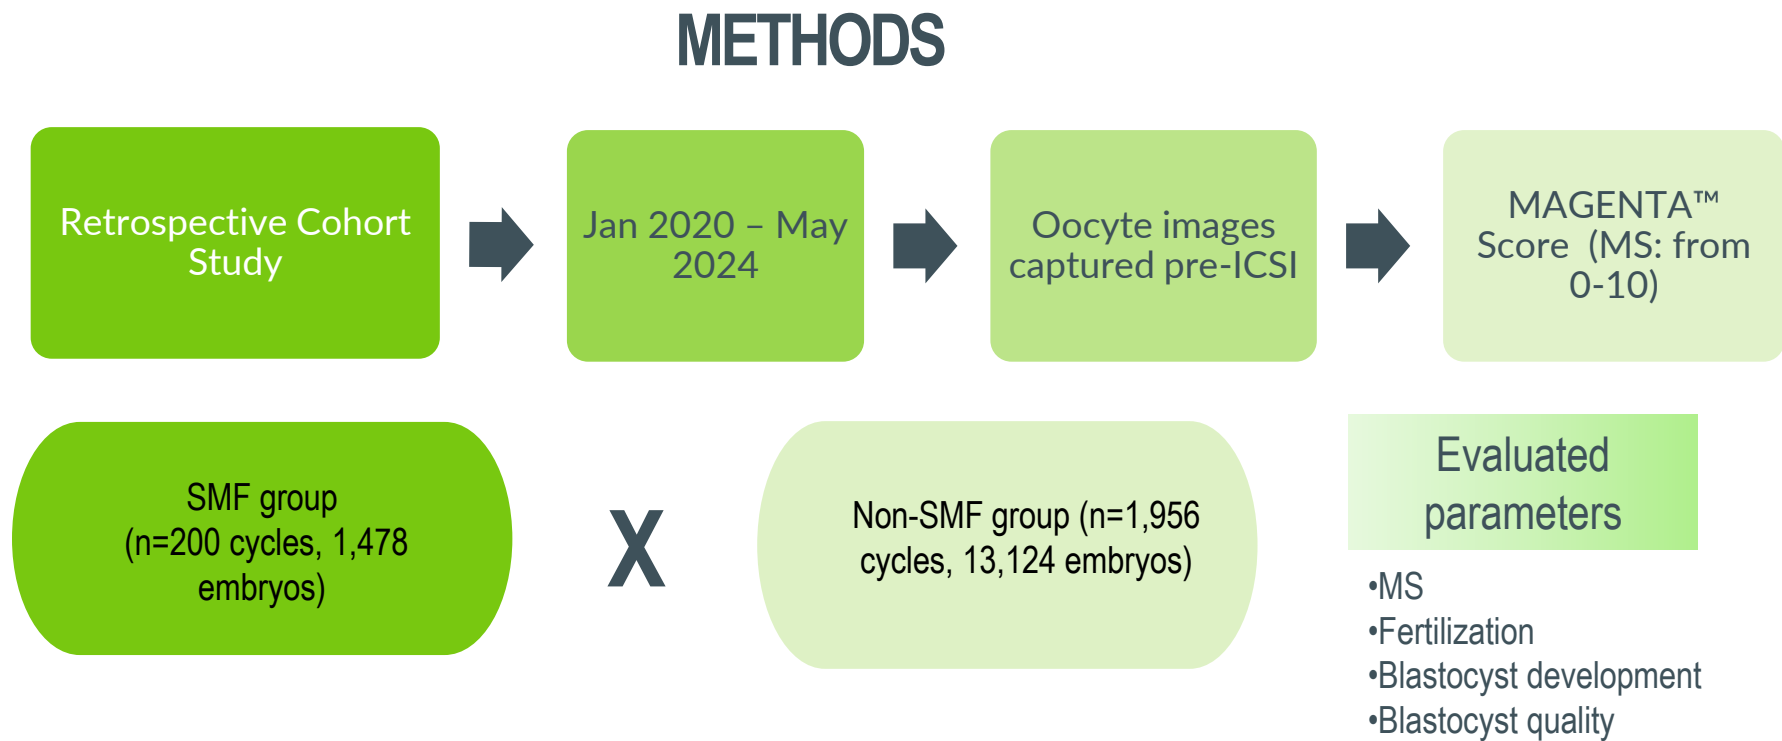 METHODS
Retrospective Cohort
Study
Jan 2020 – May
2024
Oocyte images
captured pre-ICSI
MAGENTA™
Score (MS: from
0-10)
SMF group
(n=200 cycles, 1,478
embryos)
X
Non-SMF group (n=1,956
cycles, 13,124 embryos)
Evaluated
parameters
•MS
•Fertilization
•Blastocyst development
•Blastocyst quality